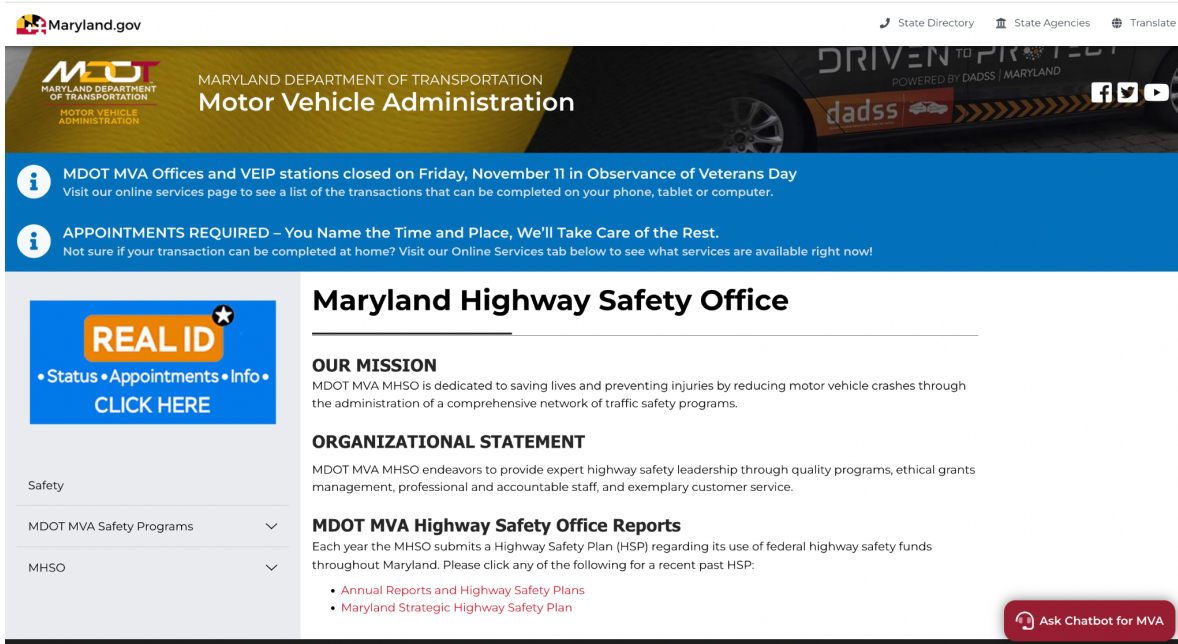 Maryland.gov
State Directory
State Agencies
Translate
MDOT
MARYLAND DEPARTMENT
OF TRANSPORTATION
MOTOR VEHICLE
ADMINISTRATION
MARYLAND DEPARTMENT OF TRANSPORTATION
Motor Vehicle Administration
DRIVEN TO PROTECT
POWERED BY DADSS | MARYLAND
dadss
MDOT MVA Offices and VEIP stations closed on Friday, November 11 in Observance of Veterans Day
Visit our online services page to see a list of the transactions that can be completed on your phone, tablet or computer.
APPOINTMENTS REQUIRED – You Name the Time and Place, We’ll Take Care of the Rest.
Not sure if your transaction can be completed at home? Visit our Online Services tab below to see what services are available right now!
REAL ID
•Status•Appointments•Info•
CLICK HERE
Safety
MDOT MVA Safety Programs
MHSO
Maryland Highway Safety Office
OUR MISSION
MDOT MVA MHSO is dedicated to saving lives and preventing injuries by reducing motor vehicle crashes through
the administration of a comprehensive network of traffic safety programs.
ORGANIZATIONAL STATEMENT
MDOT MVA MHSO endeavors to provide expert highway safety leadership through quality programs, ethical grants
management, professional and accountable staff, and exemplary customer service.
MDOT MVA Highway Safety Office Reports
Each year the MHSO submits a Highway Safety Plan (HSP) regarding its use of federal highway safety funds
throughout Maryland. Please click any of the following for a recent past HSP:
• Annual Reports and Highway Safety Plans
• Maryland Strategic Highway Safety Plan
Ask Chatbot for MVA